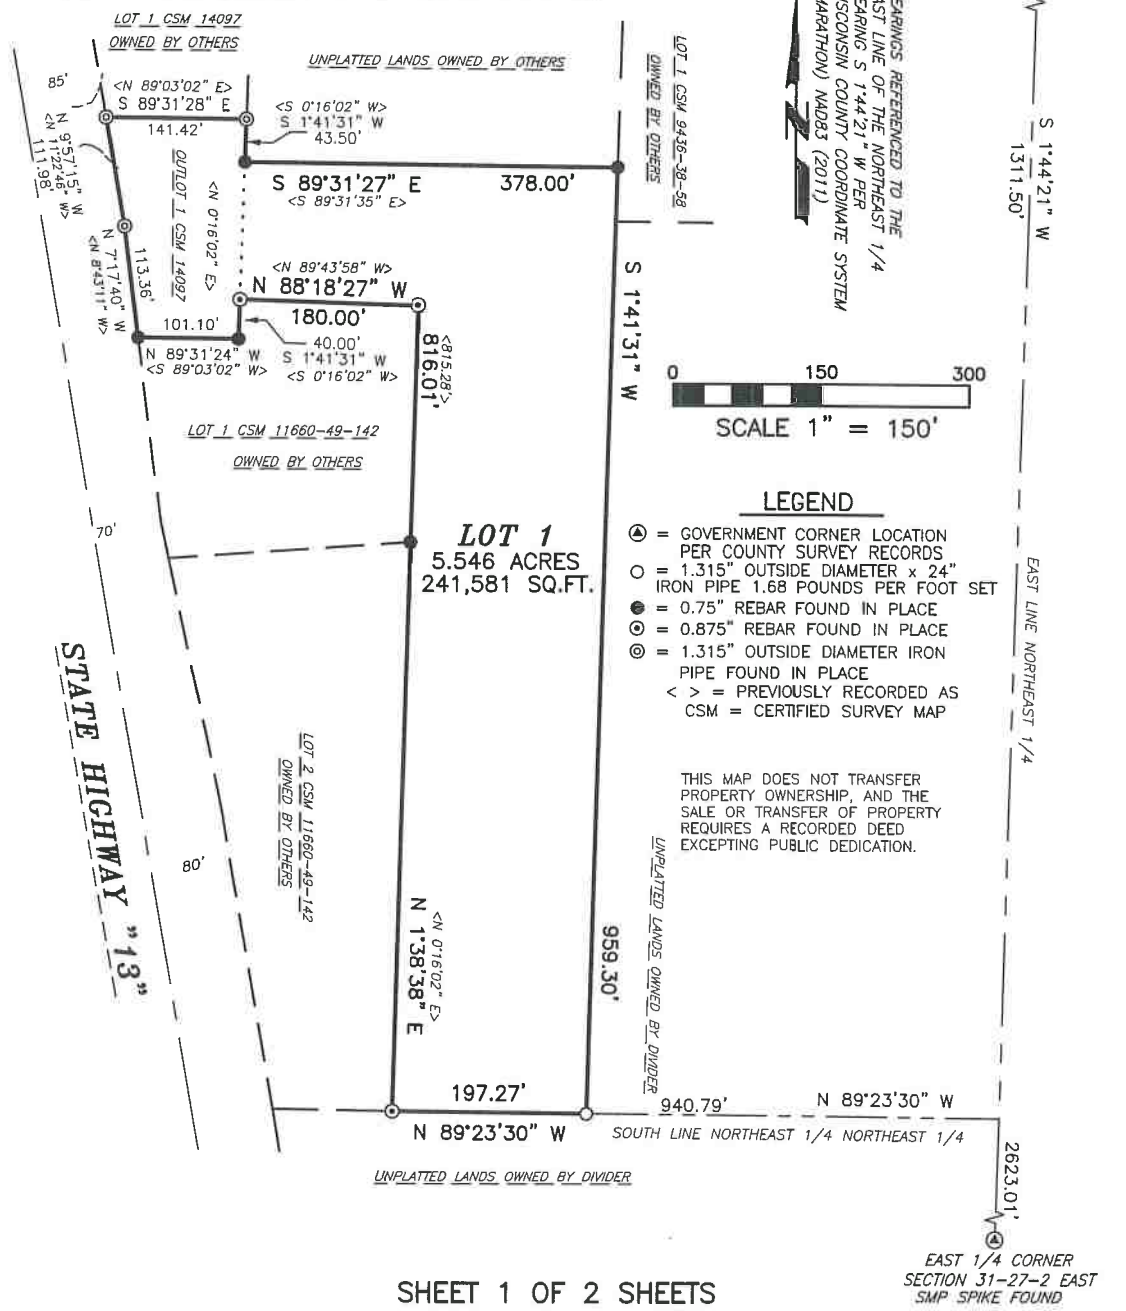 LOT 1 CSM 14097
OWNED BY OTHERS
UNPLATTED LANDS OWNED BY OTHERS
LOT 1 CSM 9436-38-58
OWNED BY OTHERS
REFERENCED TO THE
LINE OF THE NORTHEAST 1/4
S 1°44'21" W PER
COUNTY COORDINATE SYSTEM
NAD83 (2011)
N
S 1°44'21" W
1311.50'
85'
<N 89°03'02" E>
S 89°31'28" E
141.42'
<S 0°16'02" W>
S 1°41'31" W
43.50'
N 9°57'15" W
<N 11°22'46" W>
111.98'
OUTLOT 1 CSM 14097
<N 0°16'02" E>
S 89°31'27" E 378.00'
<S 89°31'35" E>
113.36'
N 7°17'40" W
<N 8°43'11" W>
<N 89°43'58" W>
N 88°18'27" W
180.00'
101.10'
N 89°31'24" W
<S 89°03'02" W>
40.00'
S 1°41'31" W
<S 0°16'02" W>
<815.28'>
816.01'
S 1°41'31" W
0 150 300
SCALE 1" = 150'
LOT 1 CSM 11660-49-142
OWNED BY OTHERS
70'
LOT 1
5.546 ACRES
241,581 SQ.FT.
LEGEND
= GOVERNMENT CORNER LOCATION
PER COUNTY SURVEY RECORDS
= 1.315" OUTSIDE DIAMETER x 24"
IRON PIPE 1.68 POUNDS PER FOOT SET
= 0.75" REBAR FOUND IN PLACE
= 0.875" REBAR FOUND IN PLACE
= 1.315" OUTSIDE DIAMETER IRON
PIPE FOUND IN PLACE
< > = PREVIOUSLY RECORDED AS
CSM = CERTIFIED SURVEY MAP
EAST LINE NORTHEAST 1/4
STATE HIGHWAY "13"
80'
LOT 2 CSM 11660-49-142
OWNED BY OTHERS
THIS MAP DOES NOT TRANSFER
PROPERTY OWNERSHIP, AND THE
SALE OR TRANSFER OF PROPERTY
REQUIRES A RECORDED DEED
EXCEPTING PUBLIC DEDICATION.
UNPLATTED LANDS OWNED BY DIVIDER
<N 0°16'02" E>
N 1°38'38" E
959.30'
197.27'
N 89°23'30" W
940.79' N 89°23'30" W
SOUTH LINE NORTHEAST 1/4 NORTHEAST 1/4
2623.01'
UNPLATTED LANDS OWNED BY DIVIDER
EAST 1/4 CORNER
SECTION 31-27-2 EAST
SMP SPIKE FOUND
SHEET 1 OF 2 SHEETS